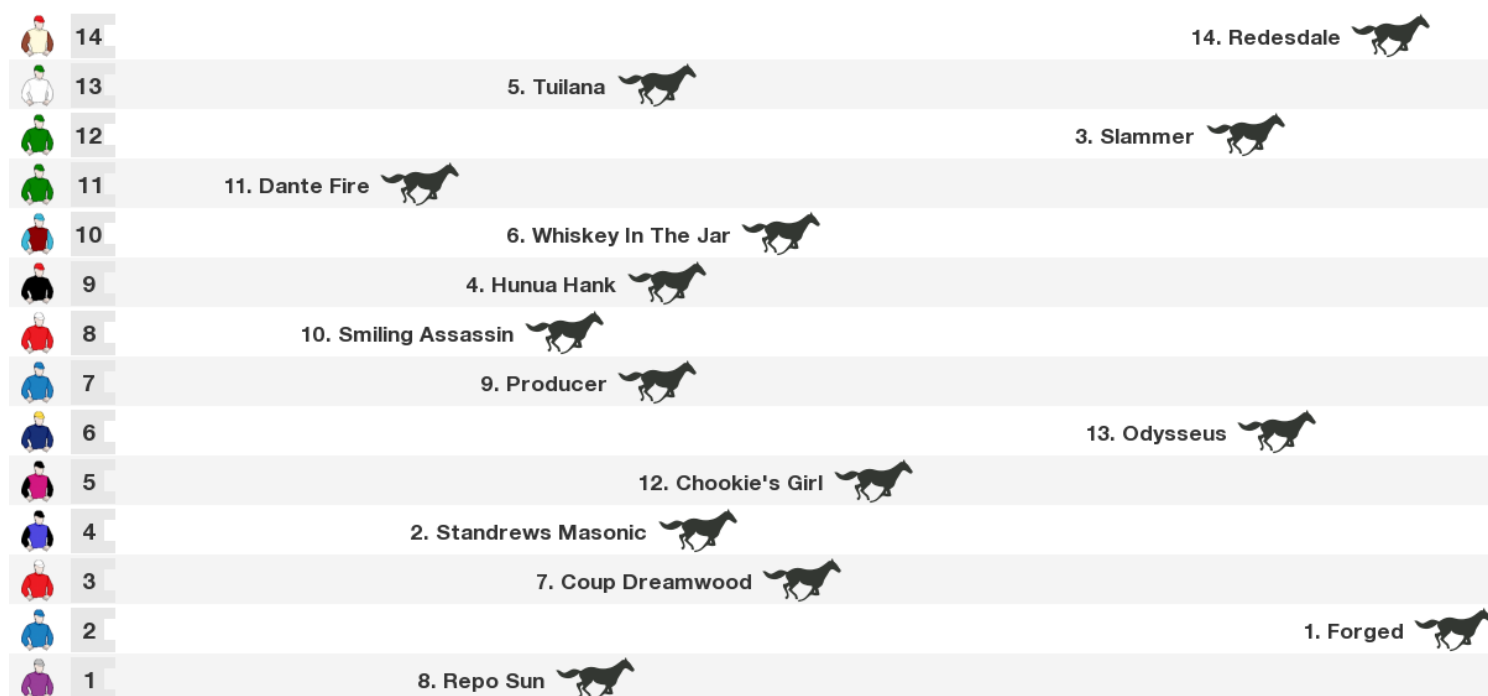 14 14. Redesdale
13 5. Tuilana
12 3. Slammer
11 11. Dante Fire
10 6. Whiskey In The Jar
9 4. Hunua Hank
8 10. Smiling Assassin
7 9. Producer
6 13. Odysseus
5 12. Chookie's Girl
4 2. Standrews Masonic
3 7. Coup Dreamwood
2 1. Forged
1 8. Repo Sun